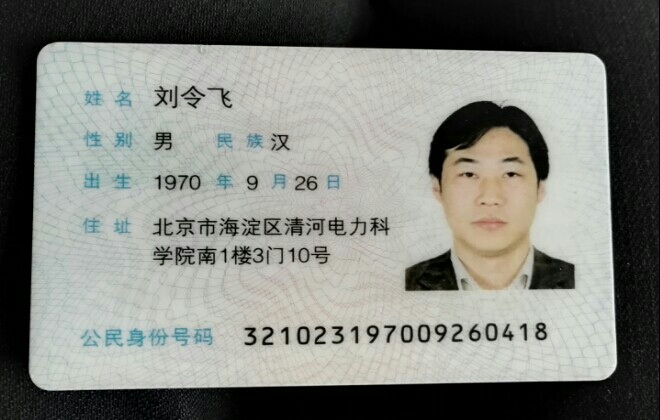 姓名 刘令飞
性别 男 民族 汉
出生 1970 年 9 月 26 日
住址 北京市海淀区清河电力科
学院南1楼3门10号
公民身份号码 321023197009260418